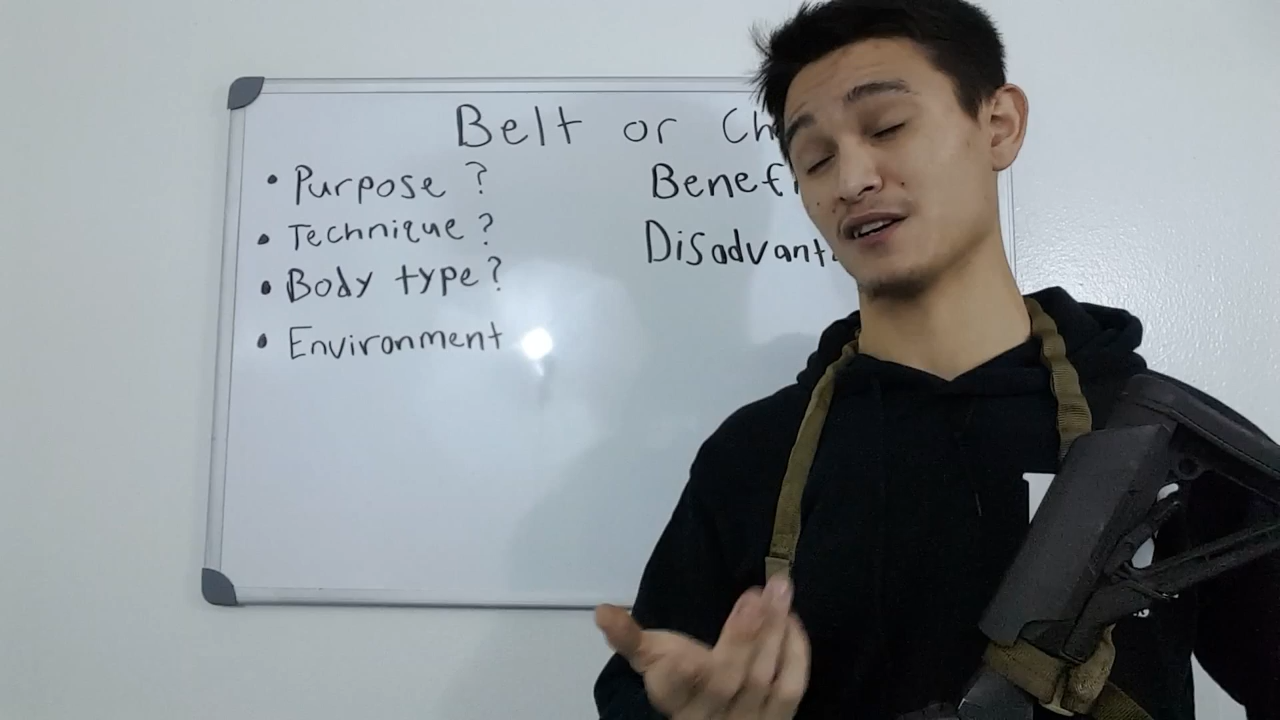 Belt or
• Purpose ?
• Technique ?
• Body type ?
• Environment